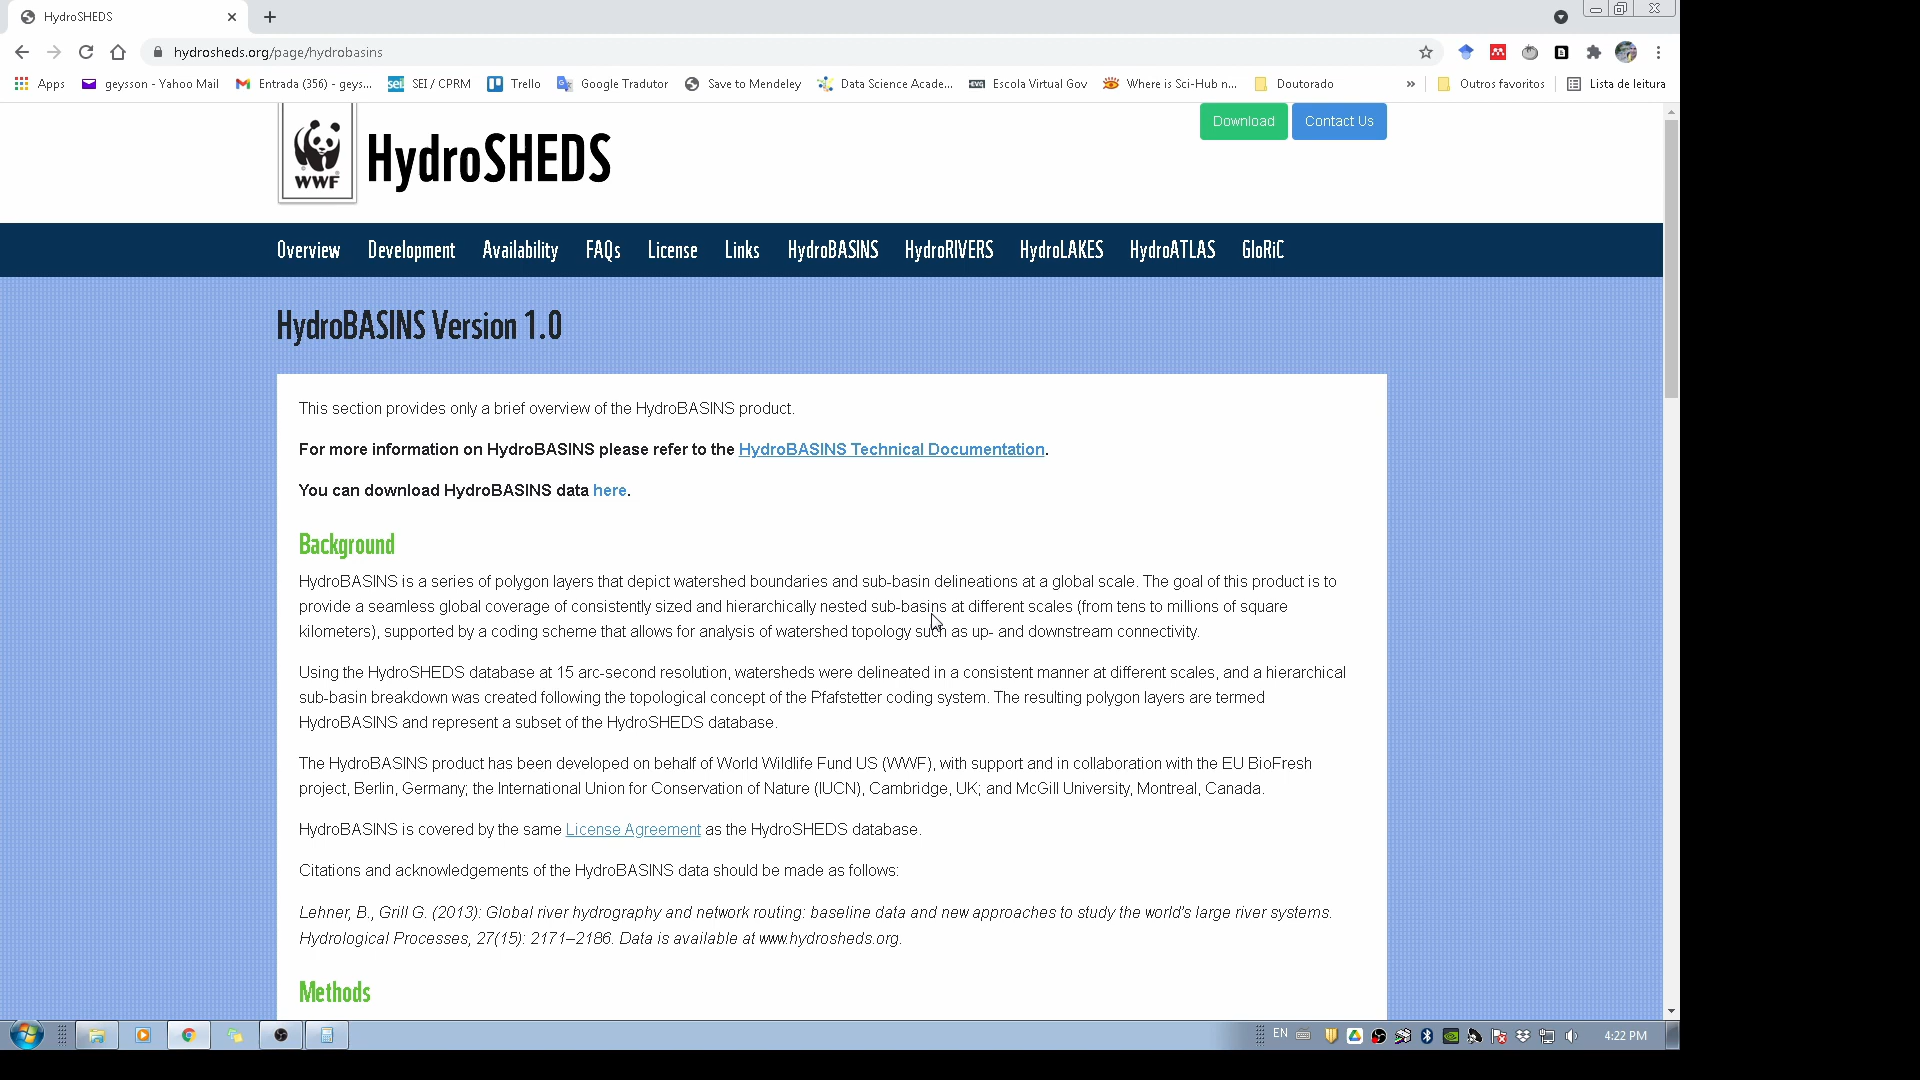 HydroSHEDS
hydrosheds.org/page/hydrobasins
Apps
geysson - Yahoo Mail
Entrada (356) - geys...
SEI / CPRM
Trello
Google Tradutor
Save to Mendeley
Data Science Acade...
Escola Virtual Gov
Where is Sci-Hub n...
Doutorado
»
Outros favoritos
Lista de leitura
WWF
HydroSHEDS
Download
Contact Us
Overview
Development
Availability
FAQs
License
Links
HydroBASINS
HydroRIVERS
HydroLAKES
HydroATLAS
GloRiC
HydroBASINS Version 1.0
This section provides only a brief overview of the HydroBASINS product.
For more information on HydroBASINS please refer to the HydroBASINS Technical Documentation.
You can download HydroBASINS data here.
Background
HydroBASINS is a series of polygon layers that depict watershed boundaries and sub-basin delineations at a global scale. The goal of this product is to
provide a seamless global coverage of consistently sized and hierarchically nested sub-basins at different scales (from tens to millions of square
kilometers), supported by a coding scheme that allows for analysis of watershed topology such as up- and downstream connectivity.
Using the HydroSHEDS database at 15 arc-second resolution, watersheds were delineated in a consistent manner at different scales, and a hierarchical
sub-basin breakdown was created following the topological concept of the Pfafstetter coding system. The resulting polygon layers are termed
HydroBASINS and represent a subset of the HydroSHEDS database.
The HydroBASINS product has been developed on behalf of World Wildlife Fund US (WWF), with support and in collaboration with the EU BioFresh
project, Berlin, Germany; the International Union for Conservation of Nature (IUCN), Cambridge, UK; and McGill University, Montreal, Canada.
HydroBASINS is covered by the same License Agreement as the HydroSHEDS database.
Citations and acknowledgements of the HydroBASINS data should be made as follows:
Lehner, B., Grill G. (2013): Global river hydrography and network routing: baseline data and new approaches to study the world's large river systems.
Hydrological Processes, 27(15): 2171–2186. Data is available at www.hydrosheds.org.
Methods
EN
4:22 PM